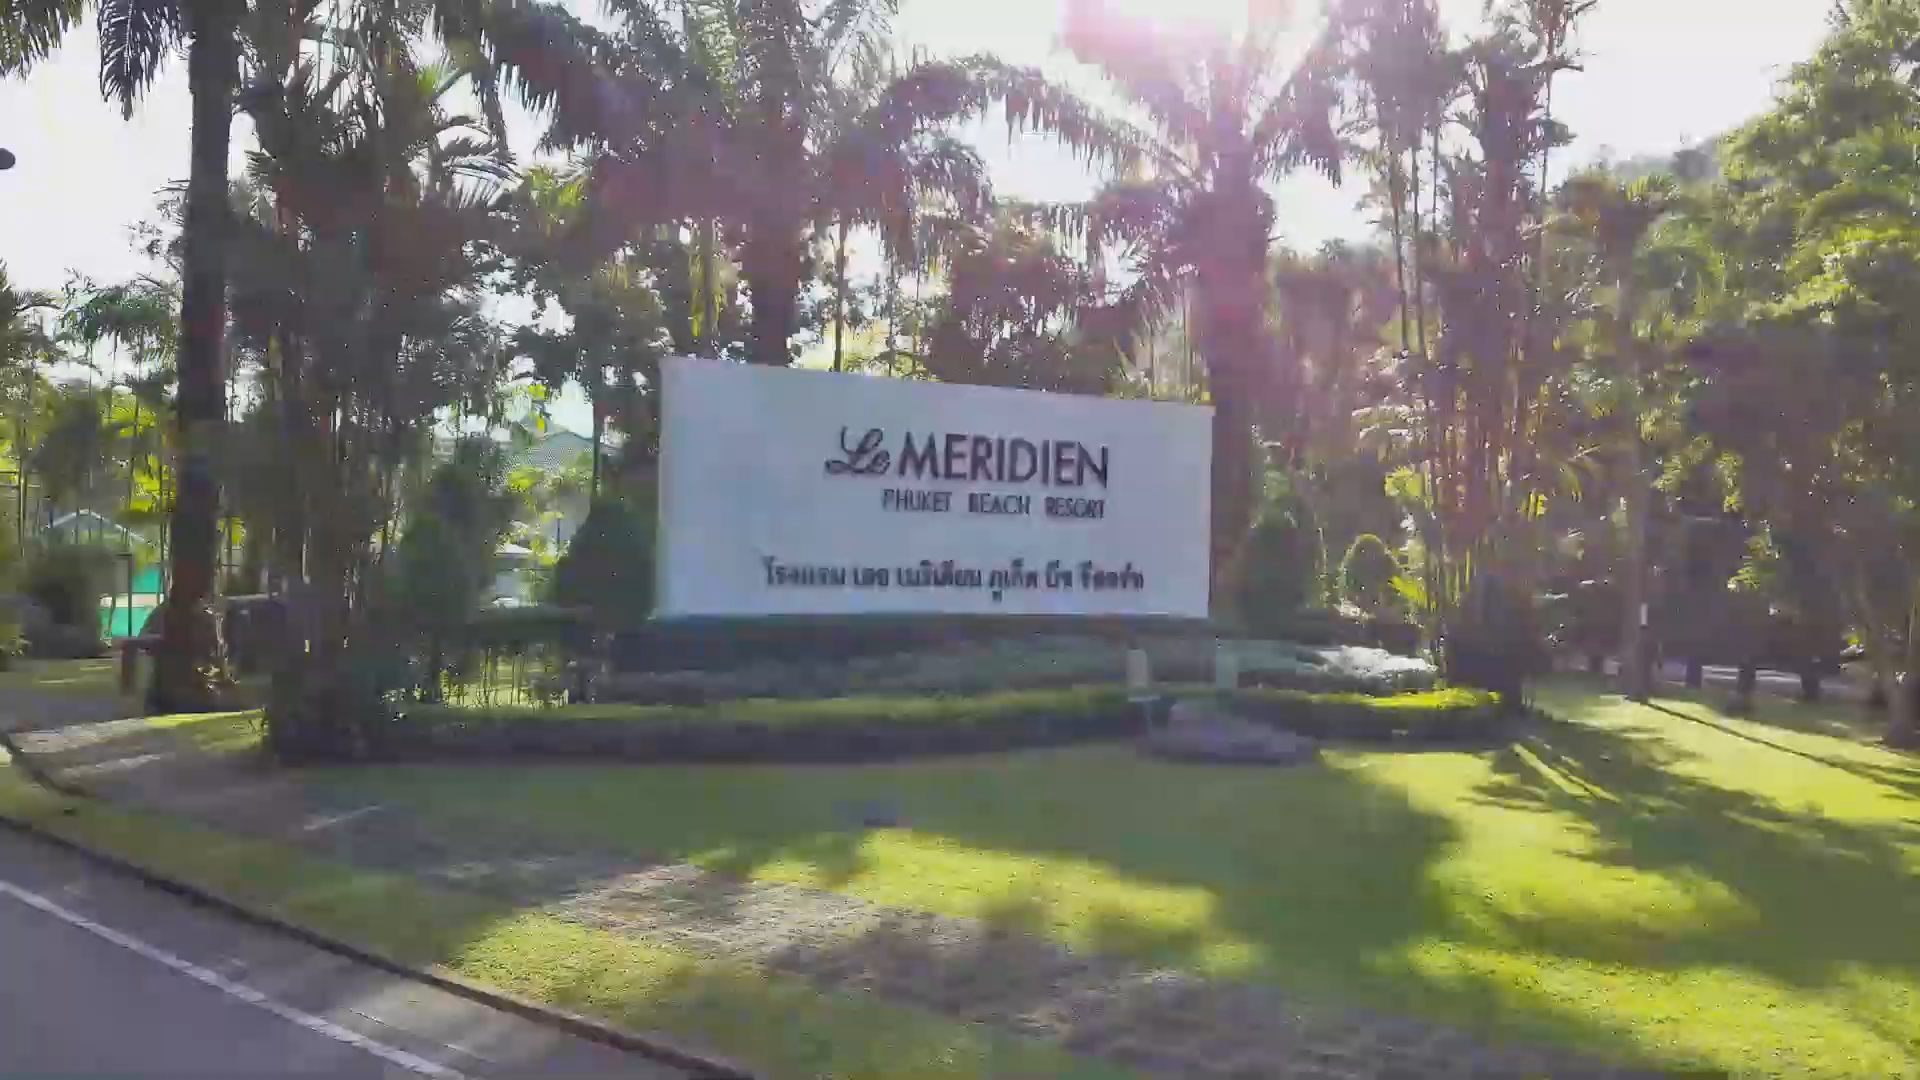 Le MERIDIEN
PHUKET BEACH RESORT
โรงแรม เลอ เมริเดียน ภูเก็ต บีช รีสอร์ท